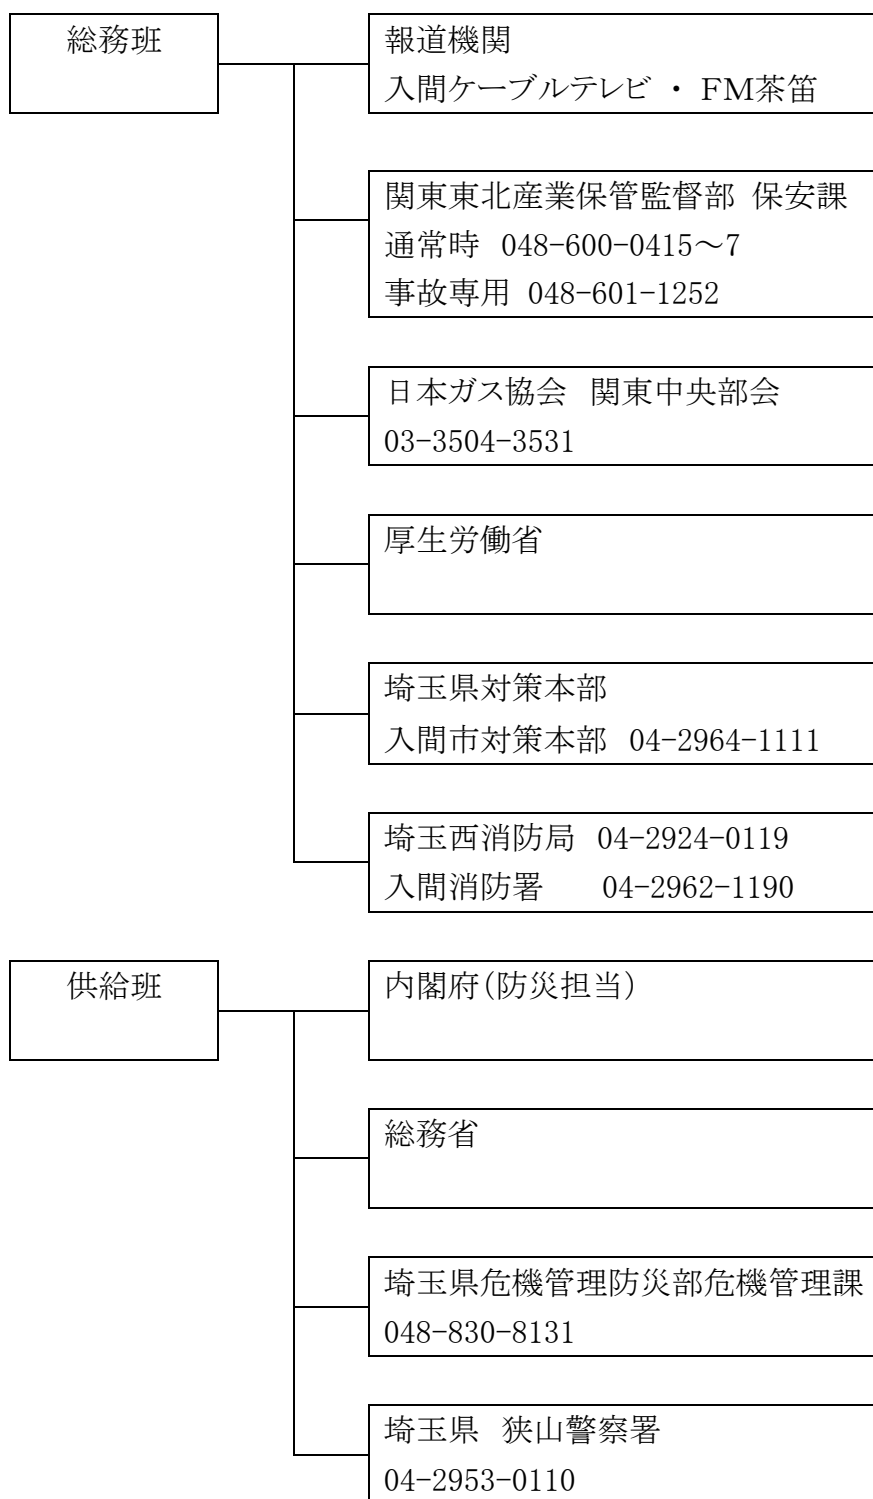 総務班
報道機関
入間ケーブルテレビ ・ FM茶笛
関東東北産業保管監督部 保安課
通常時 048-600-0415～7
事故専用 048-601-1252
日本ガス協会 関東中央部会
03-3504-3531
厚生労働省
埼玉県対策本部
入間市対策本部 04-2964-1111
埼玉西消防局 04-2924-0119
入間消防署 04-2962-1190
供給班
内閣府(防災担当)
総務省
埼玉県危機管理防災部危機管理課
048-830-8131
埼玉県 狭山警察署
04-2953-0110